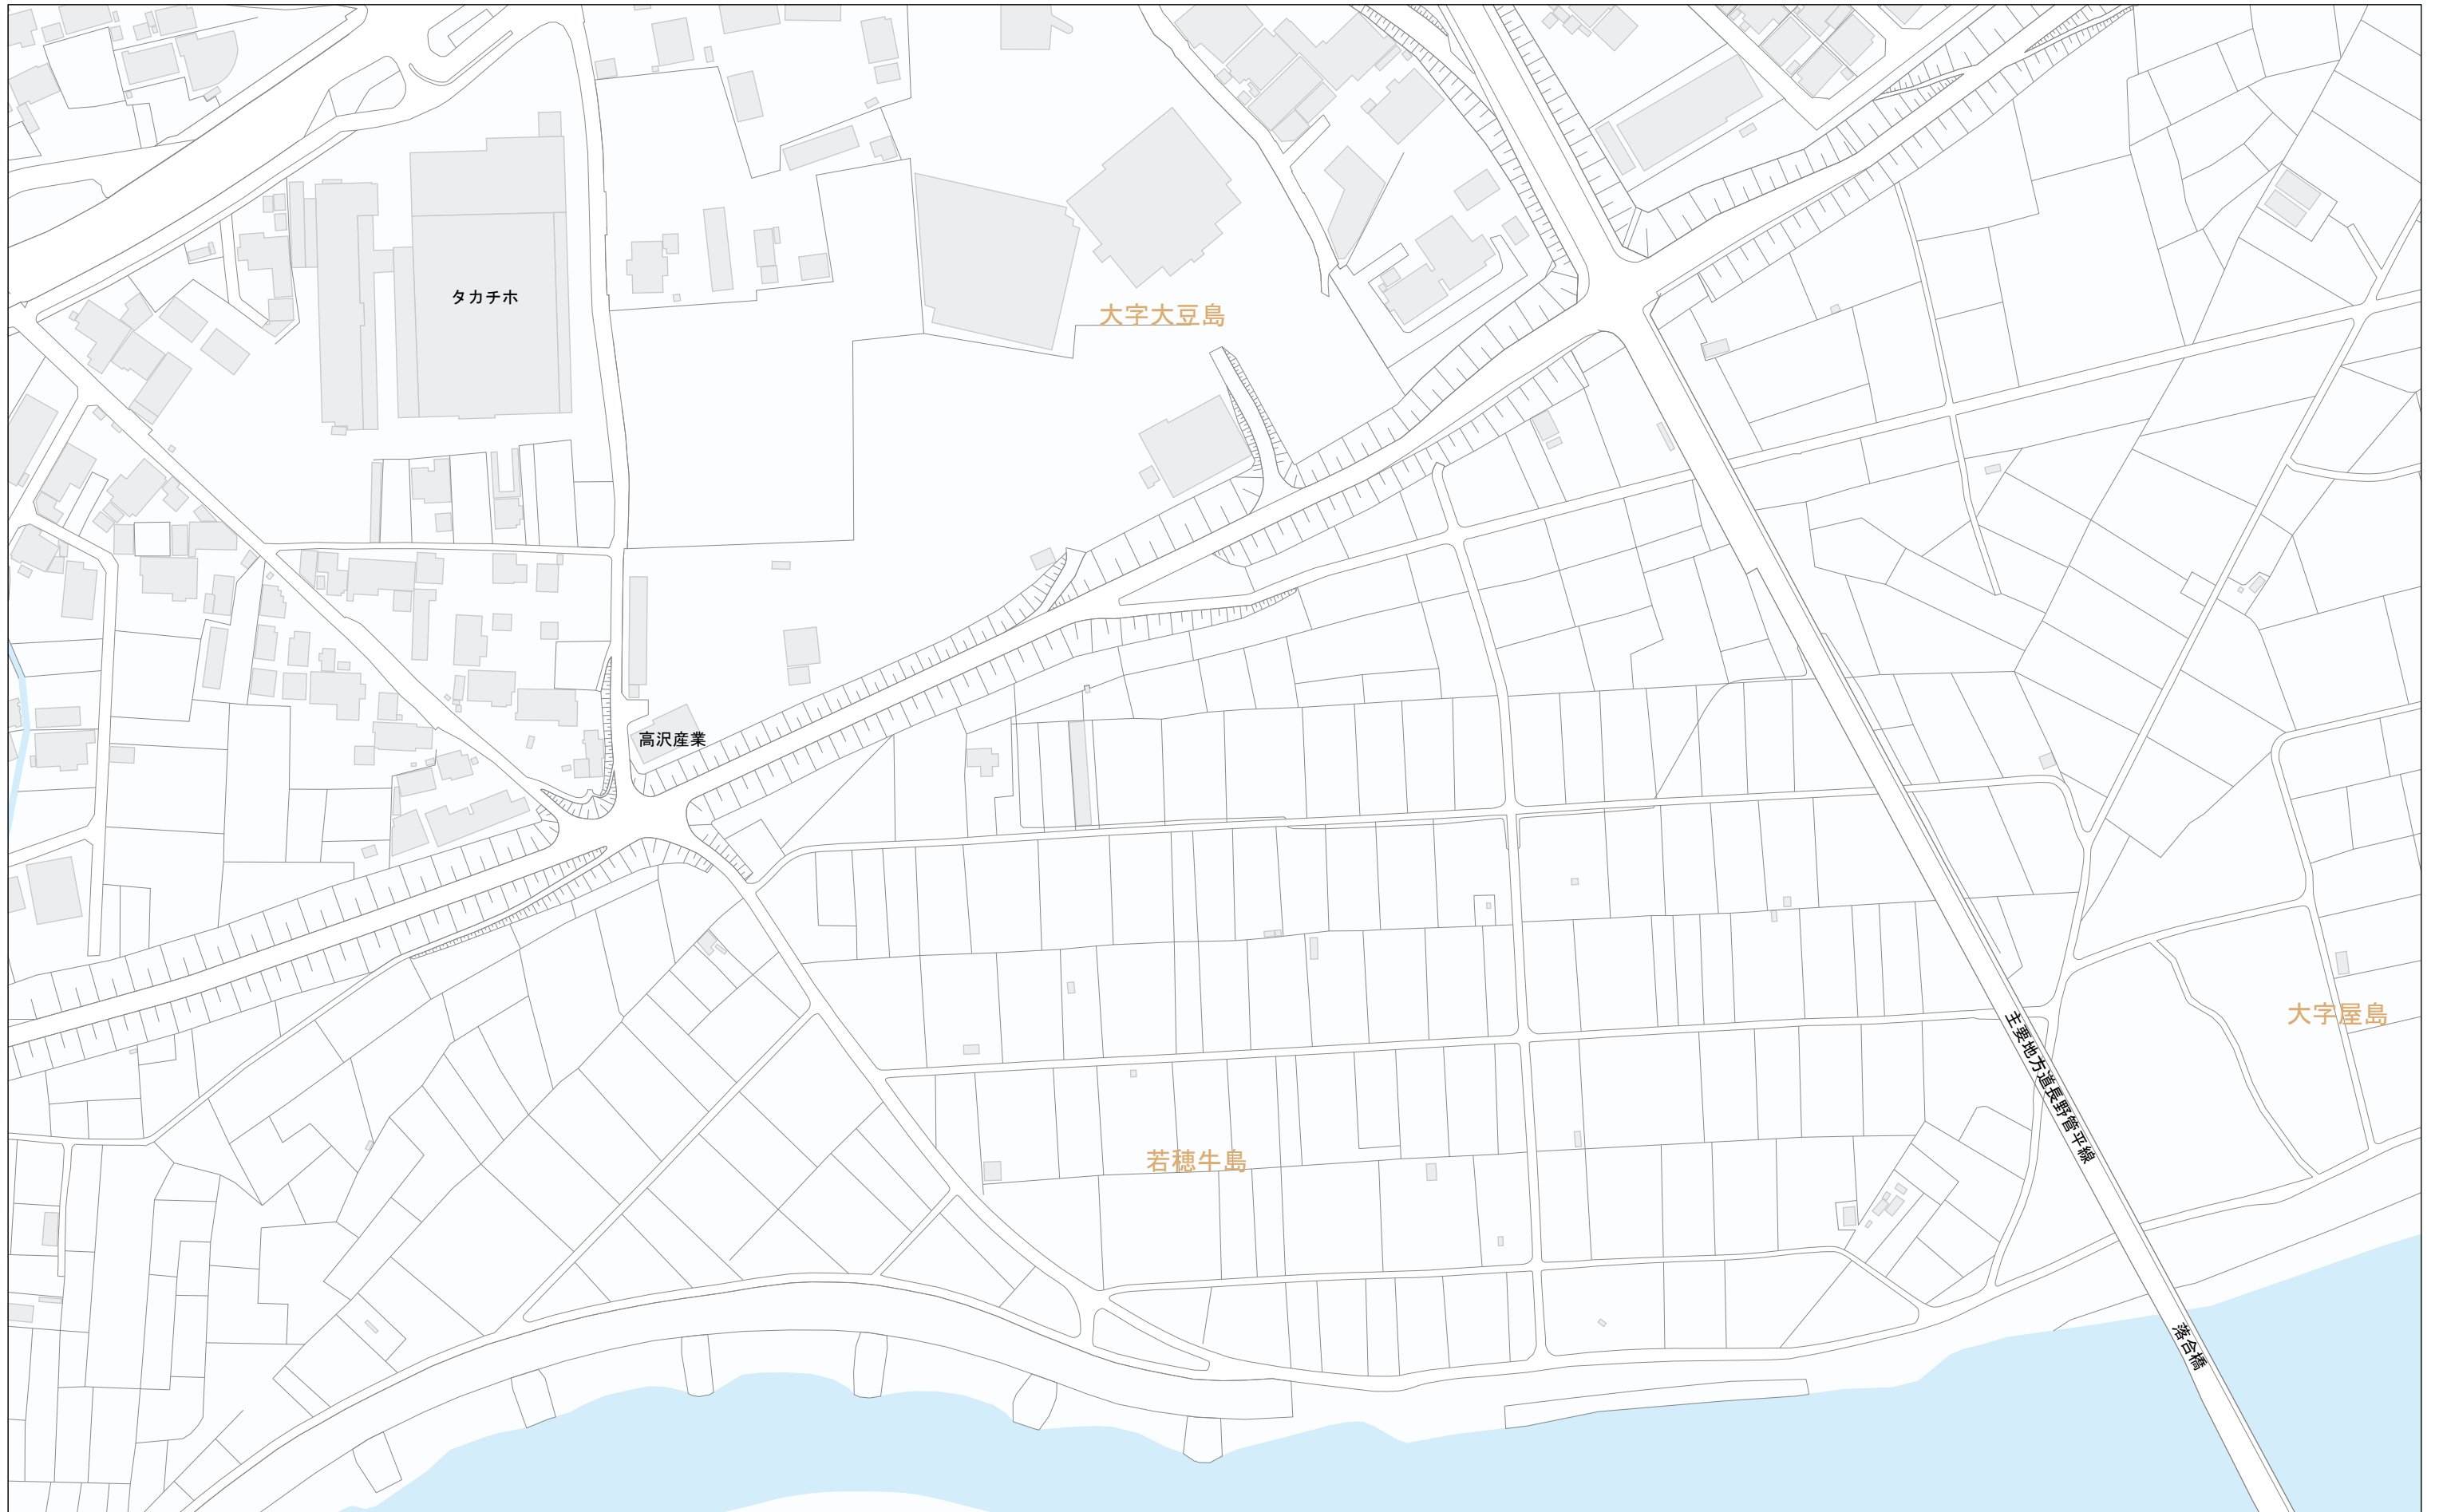 タカチホ
大字大豆島
高沢産業
大字屋島
主要地方道長野菅平線
若穂牛島
落合橋